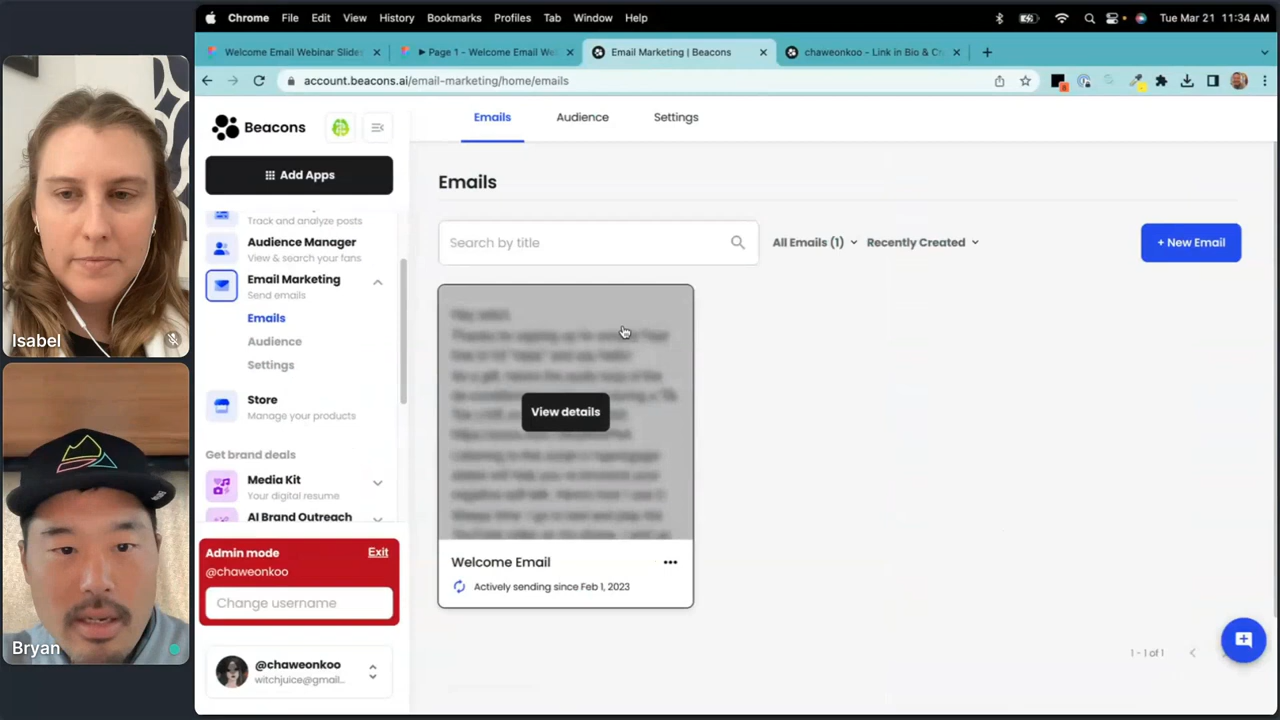 Chrome File Edit View History Bookmarks Profiles Tab Window Help
Tue Mar 21 11:34 AM
Welcome Email Webinar Slides
Page 1 - Welcome Email We
Email Marketing | Beacons
chaweonkoo - Link in Bio & C
account.beacons.ai/email-marketing/home/emails
Beacons
Add Apps
Track and analyze posts
Audience Manager
View & search your fans
Email Marketing
Send emails
Emails
Audience
Settings
Store
Manage your products
Get brand deals
Media Kit
Your digital resume
AI Brand Outreach
Admin mode Exit
@chaweonkoo
Change username
@chaweonkoo
witchjuice@gmail...
Emails Audience Settings
Emails
Search by title
All Emails (1)
Recently Created
+ New Email
View details
Welcome Email
Actively sending since Feb 1, 2023
1 - 1 of 1
Isabel
Bryan